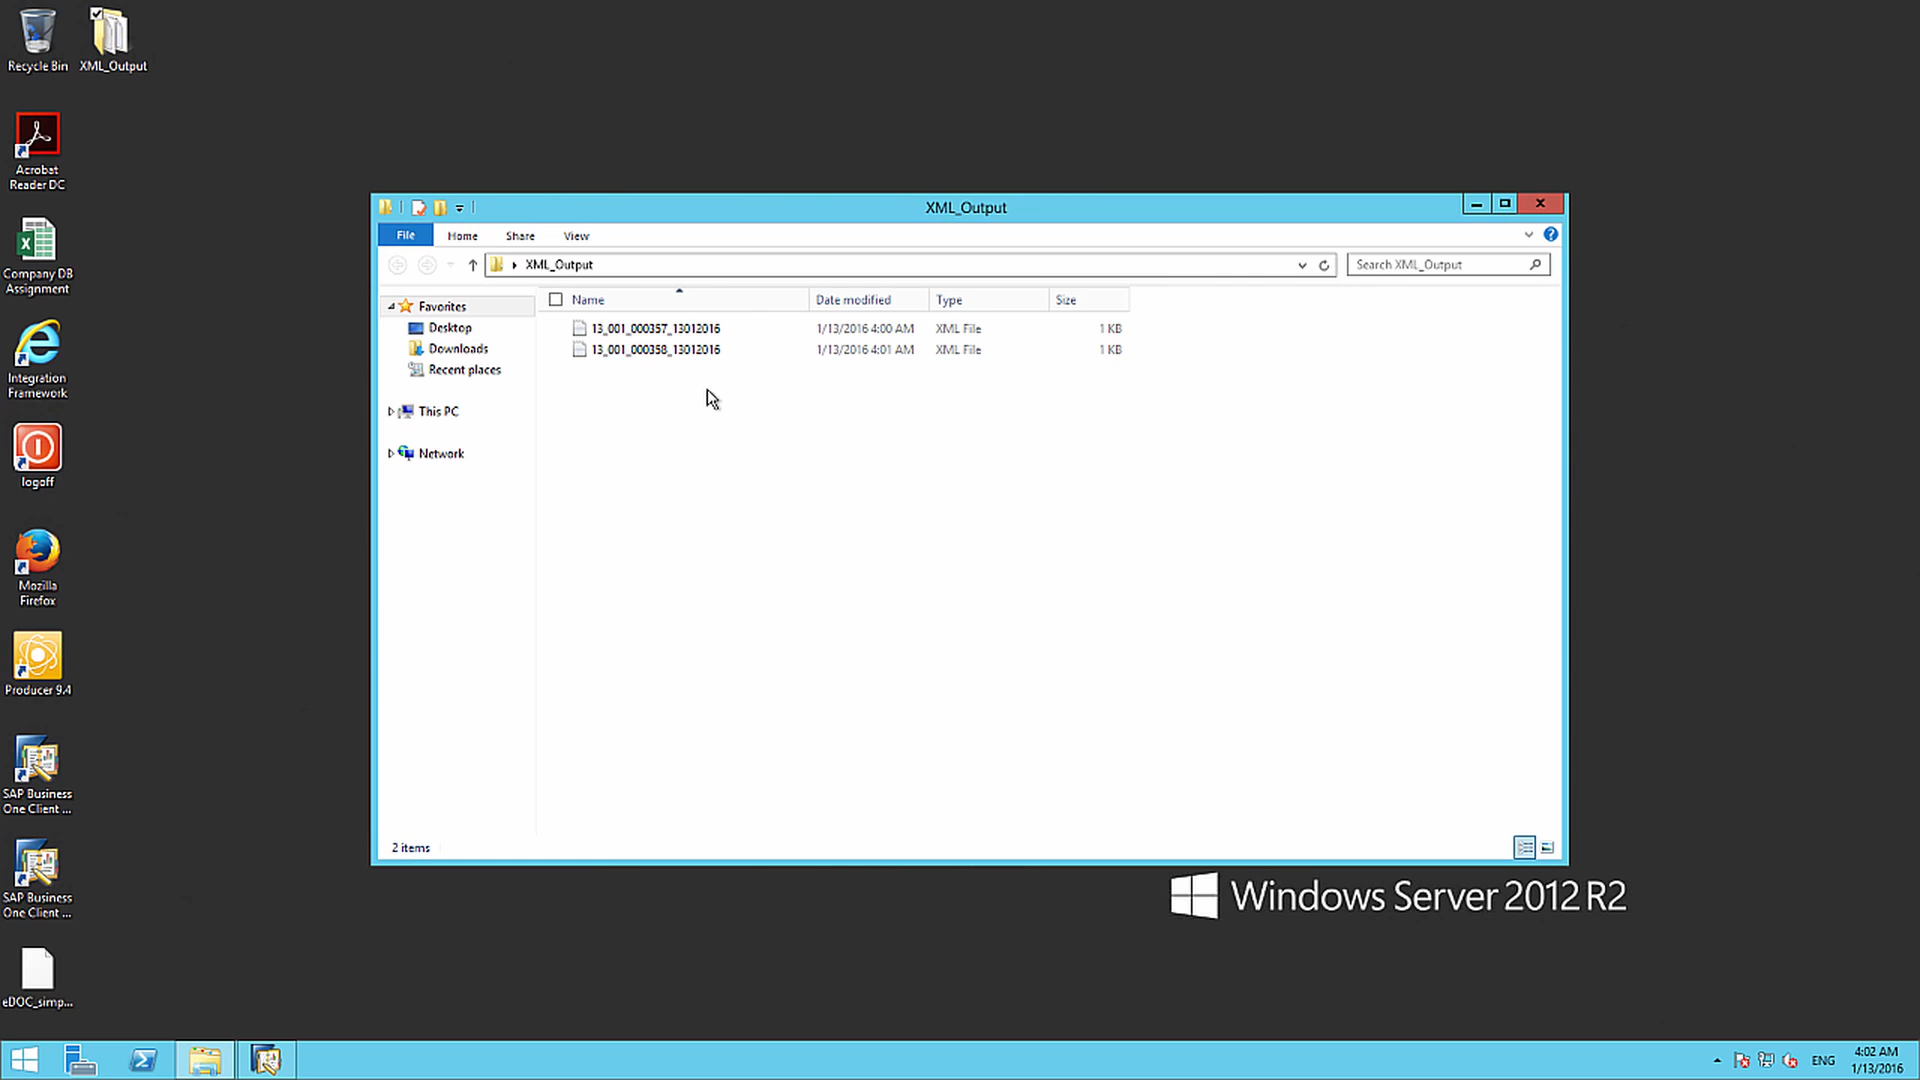 Recycle Bin
XML_Output
Acrobat
Reader DC
Company DB
Assignment
Integration
Framework
logoff
Mozilla
Firefox
Producer 9.4
SAP Business
One Client ...
SAP Business
One Client ...
eDOC_simp...
XML_Output
File Home Share View
XML_Output
Search XML_Output
Favorites
Desktop
Downloads
Recent places
This PC
Network
Name Date modified Type Size
13_001_000357_13012016 1/13/2016 4:00 AM XML File 1 KB
13_001_000358_13012016 1/13/2016 4:01 AM XML File 1 KB
2 items
Windows Server 2012 R2
ENG
4:02 AM
1/13/2016